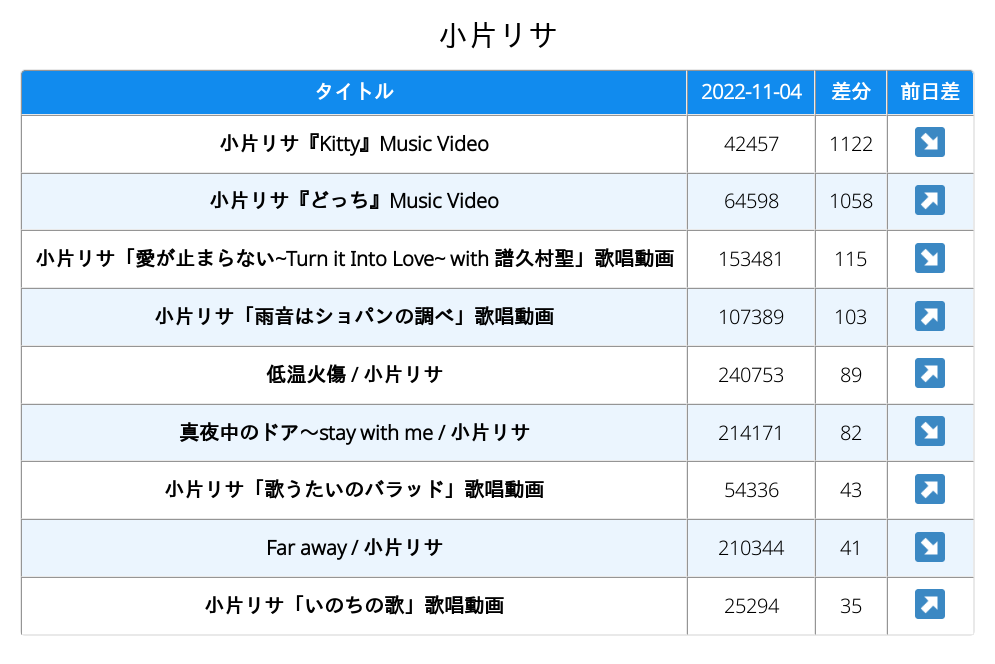 小片リサ
タイトル 2022-11-04 差分 前日差
小片リサ『Kitty』Music Video 42457 1122 ↘
小片リサ『どっち』Music Video 64598 1058 ↗
小片リサ「愛が止まらない~Turn it Into Love~ with 譜久村聖」歌唱動画 153481 115 ↘
小片リサ「雨音はショパンの調べ」歌唱動画 107389 103 ↗
低温火傷 / 小片リサ 240753 89 ↗
真夜中のドア〜stay with me / 小片リサ 214171 82 ↘
小片リサ「歌うたいのバラッド」歌唱動画 54336 43 ↗
Far away / 小片リサ 210344 41 ↘
小片リサ「いのちの歌」歌唱動画 25294 35 ↗